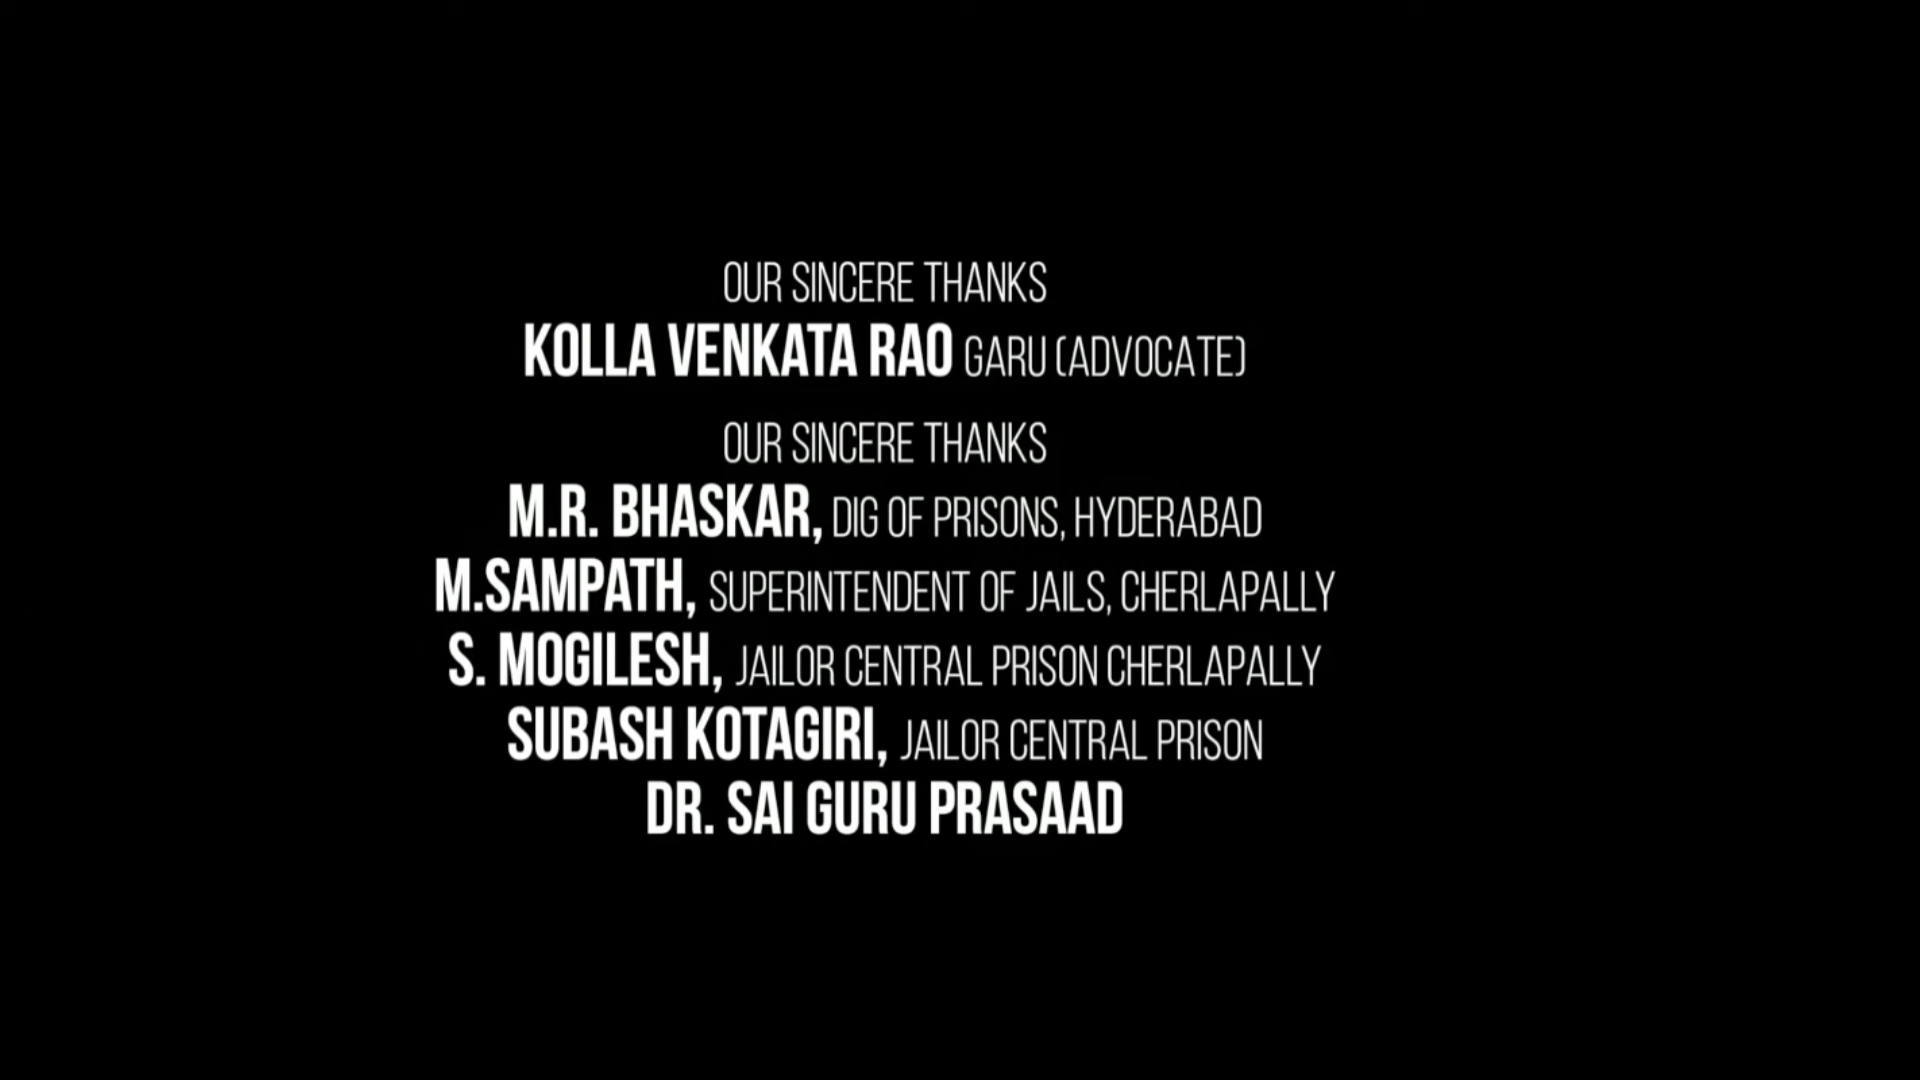 OUR SINCERE THANKS
KOLLA VENKATA RAO GARU (ADVOCATE)
OUR SINCERE THANKS
M.R. BHASKAR, DIG OF PRISONS, HYDERABAD
M.SAMPATH, SUPERINTENDENT OF JAILS, CHERLAPALLY
S. MOGILESH, JAILOR CENTRAL PRISON CHERLAPALLY
SUBASH KOTAGIRI, JAILOR CENTRAL PRISON
DR. SAI GURU PRASAAD